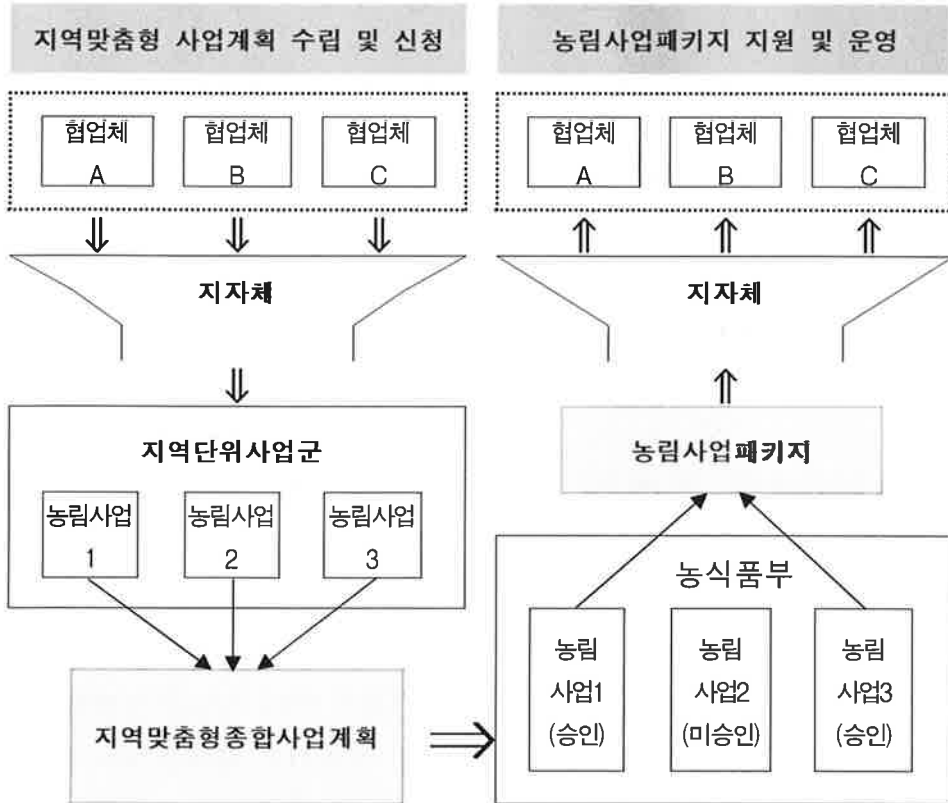 지역맞춤형 사업계획 수립 및 신청
협업체
A
협업체
B
협업체
C
지자체
지역단위사업군
농림사업
1
농림사업
2
농림사업
3
지역맞춤형종합사업계획
농림사업패키지 지원 및 운영
협업체
A
협업체
B
협업체
C
지자체
농림사업패키지
농식품부
농림
사업1
(승인)
농림
사업2
(미승인)
농림
사업3
(승인)